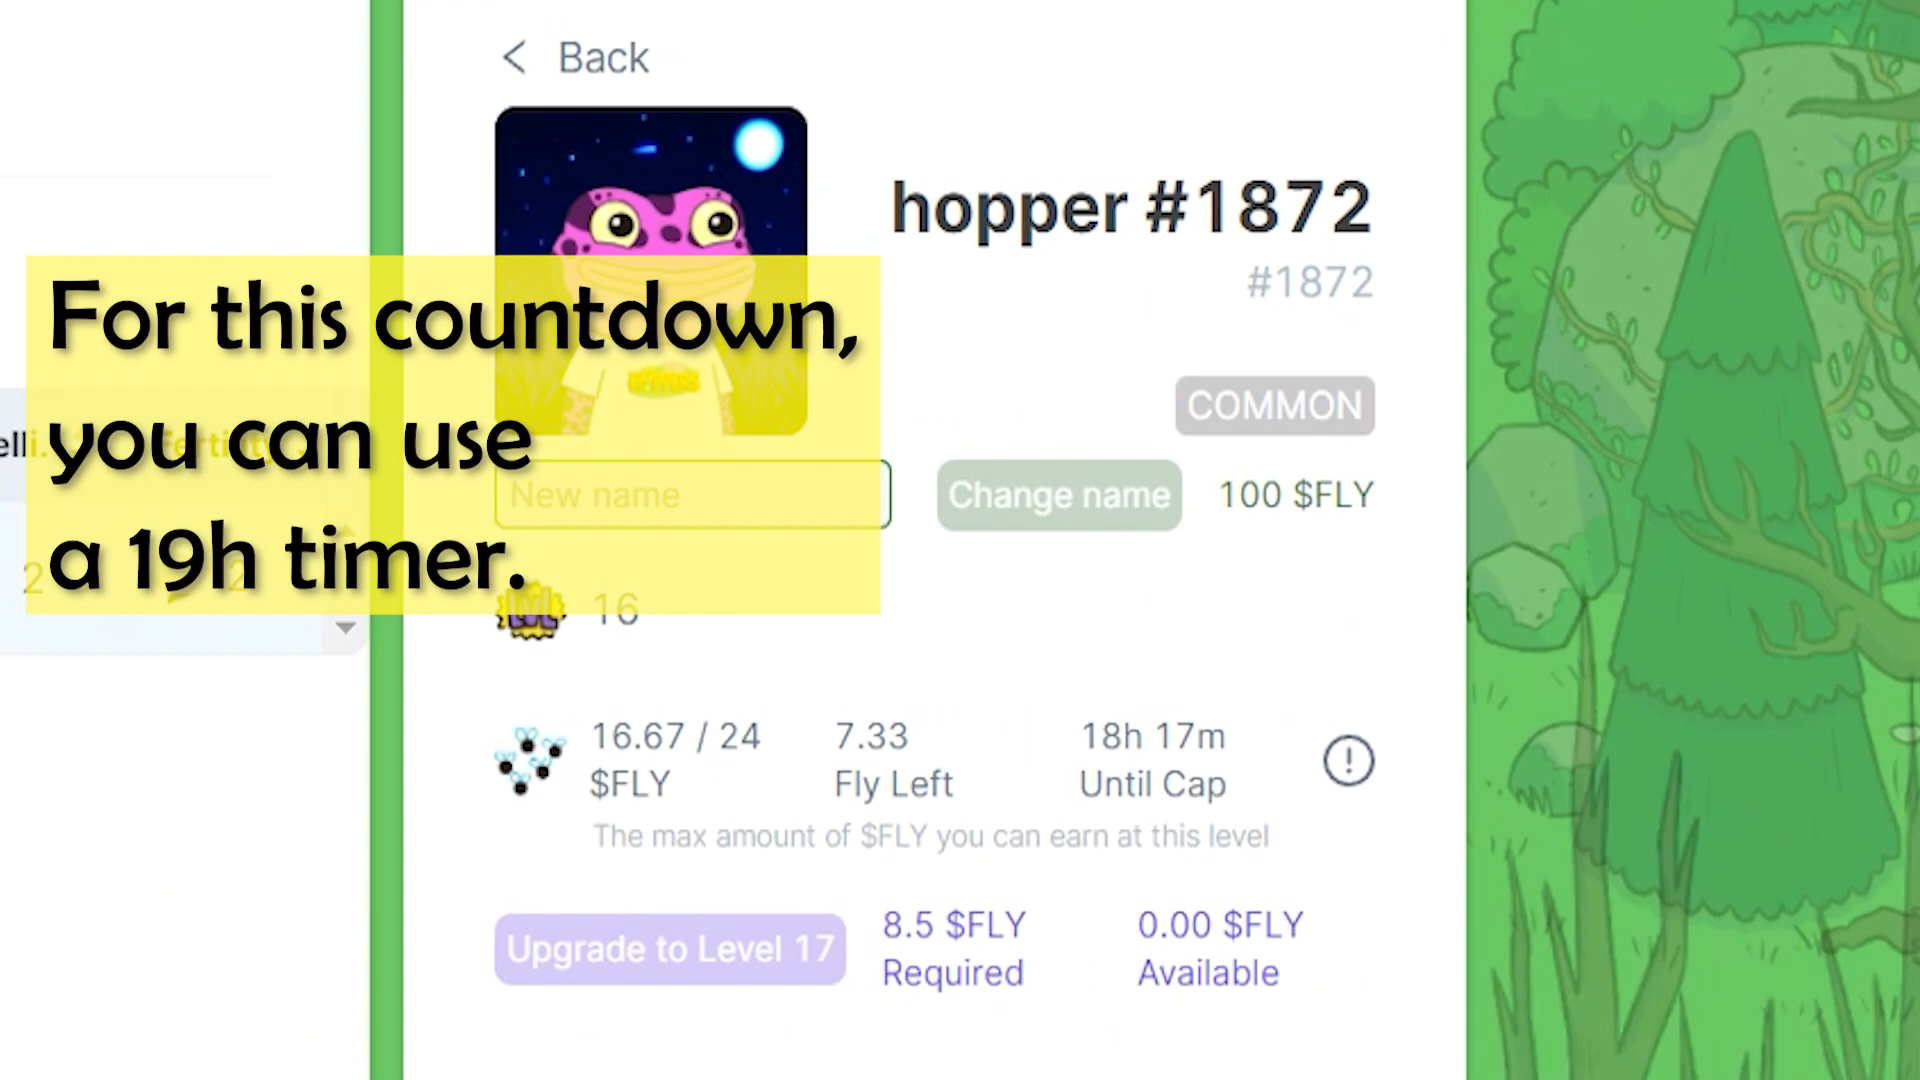 Back
hopper #1872
#1872
For this countdown,
you can use
a 19h timer.
COMMON
New name
Change name
100 $FLY
LVL
16
16.67 / 24
$FLY
7.33
Fly Left
18h 17m
Until Cap
The max amount of $FLY you can earn at this level
Upgrade to Level 17
8.5 $FLY
Required
0.00 $FLY
Available